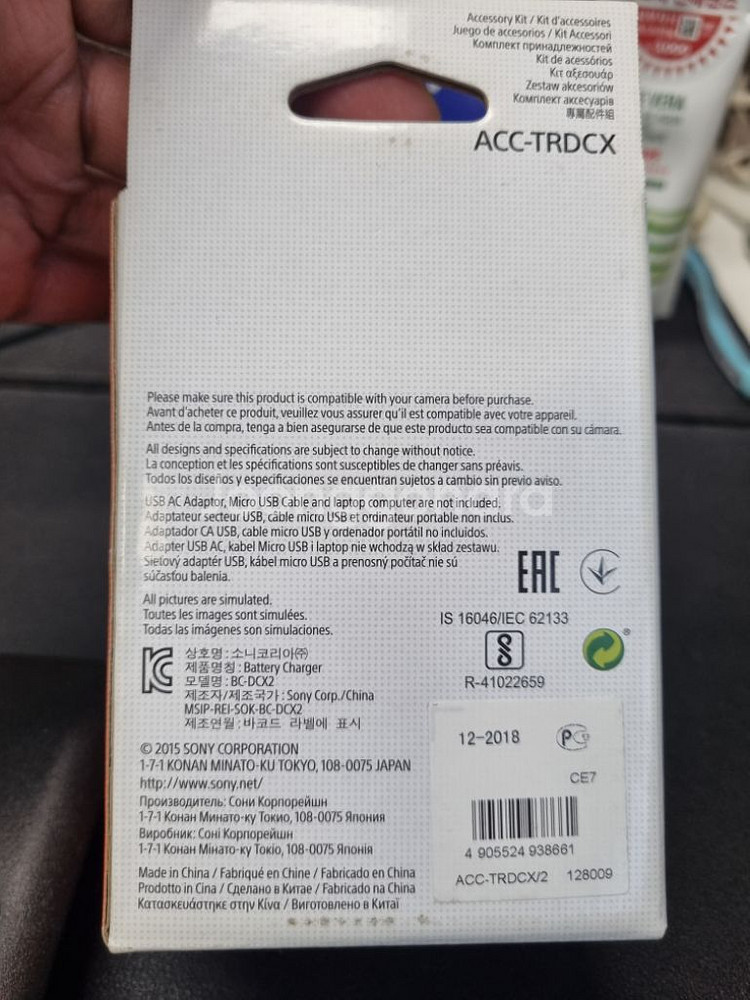 Accessory Kit / Kit d'accessoires
Juego de accesorios / Kit Accessori
Комплект принадлежностей
Kit de acessórios
Κιτ αξεσουάρ
Zestaw akcesoriów
Комплект аксесуарів
專屬配件組
ACC-TRDCX
Please make sure this product is compatible with your camera before purchase.
Avant d'acheter ce produit, veuillez vous assurer qu'il est compatible avec votre appareil.
Antes de la compra, tenga a bien asegurarse de que este producto sea compatible con su cámara.
All designs and specifications are subject to change without notice.
La conception et les spécifications sont susceptibles de changer sans préavis.
Todos los diseños y especificaciones se encuentran sujetos a cambio sin previo aviso.
USB AC Adaptor, Micro USB Cable and laptop computer are not included.
Adaptateur secteur USB, câble micro USB et ordinateur portable non inclus.
Adaptador CA USB, cable micro USB y ordenador portátil no incluidos.
Adapter USB AC, kabel Micro USB i laptop nie wchodzą w skład zestawu.
Sieťový adaptér USB, kábel micro USB a prenosný počítač nie sú
súčasťou balenia.
EAC
All pictures are simulated.
Toutes les images sont simulées.
Todas las imágenes son simulaciones.
IS 16046/IEC 62133
R-41022659
상호명 : 소니코리아㈜
제품명칭 : Battery Charger
모델명 : BC-DCX2
제조자/제조국가 : Sony Corp./China
MSIP-REI-SOK-BC-DCX2
제조연월 : 바코드 라벨에 표시
© 2015 SONY CORPORATION
1-7-1 KONAN MINATO-KU TOKYO, 108-0075 JAPAN
http://www.sony.net/
Производитель: Сони Корпорейшн
1-7-1 Конан Минато-ку Токио, 108-0075 Япония
Виробник: Соні Корпорейшн
1-7-1 Конан Мінато-ку Токіо, 108-0075 Японія
Made in China / Fabriqué en Chine / Fabricado en China
Prodotto in Cina / Сделано в Китае / Fabricado na China
Κατασκευάστηκε στην Κίνα / Виготовлено в Китаї
12-2018
CE7
4 905524 938661
ACC-TRDCX/2 128009